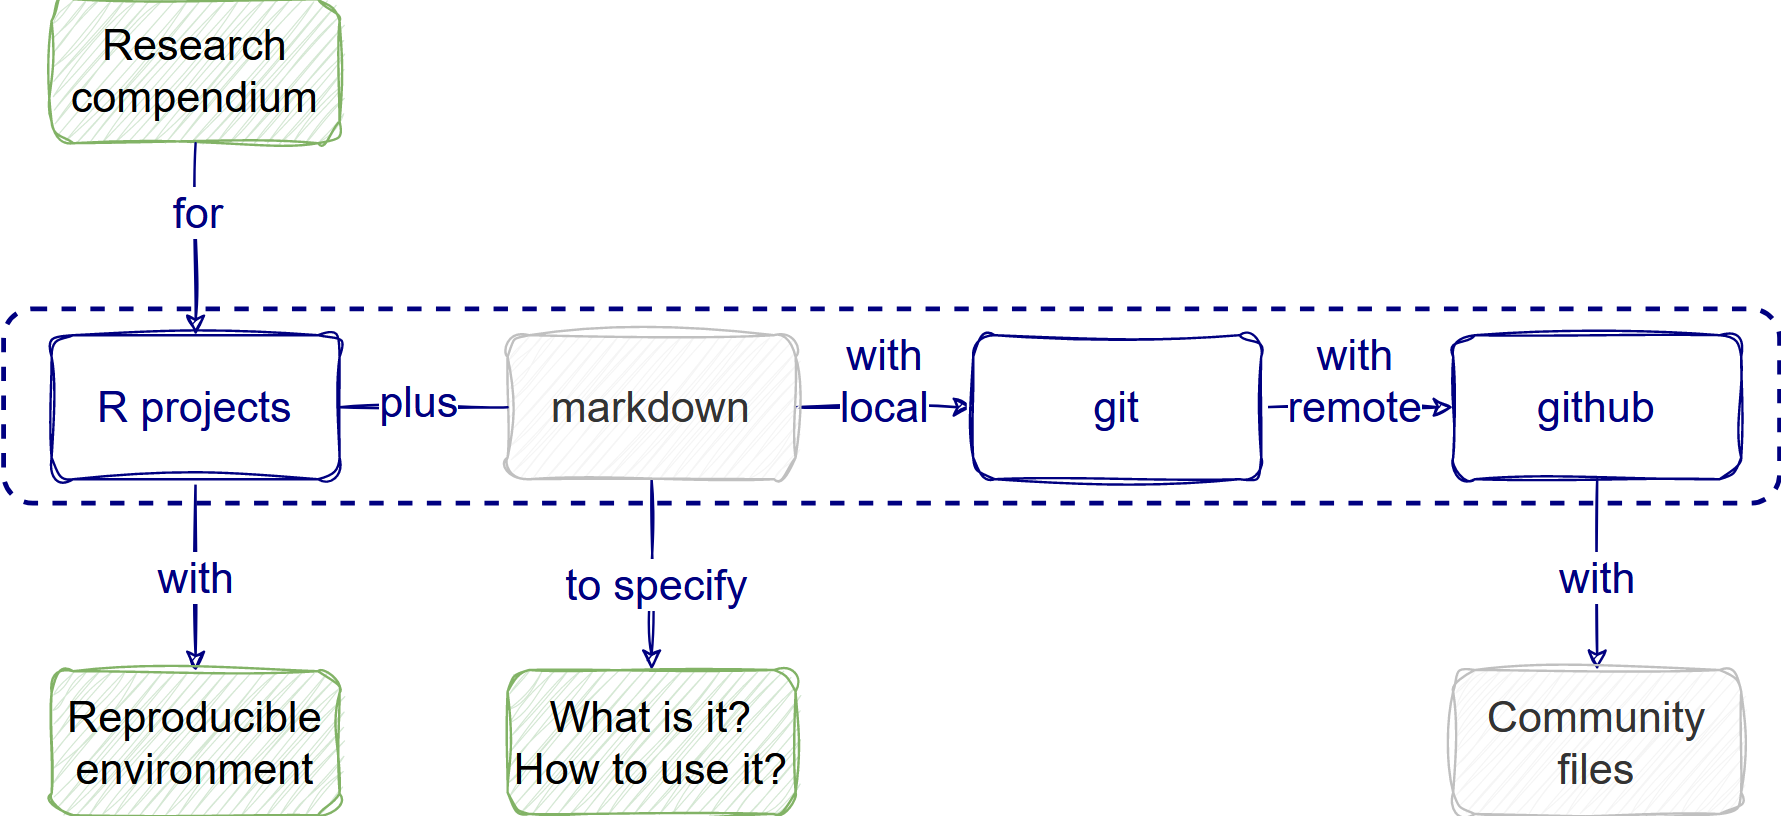 Research
compendium
for
R projects
plus
markdown
with
local
git
with
remote
github
with
to specify
with
Reproducible
environment
What is it?
How to use it?
Community
files